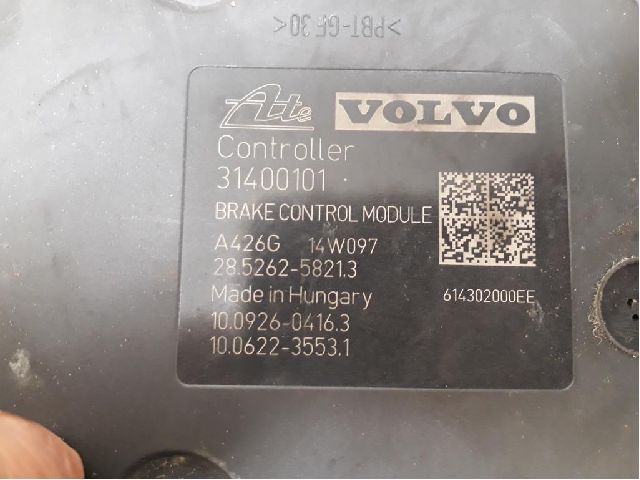 >PBT-GF30<
Ate VOLVO
Controller
31400101
BRAKE CONTROL MODULE
A426G 14W097
28.5262-5821.3
Made in Hungary 614302000EE
10.0926-0416.3
10.0622-3553.1